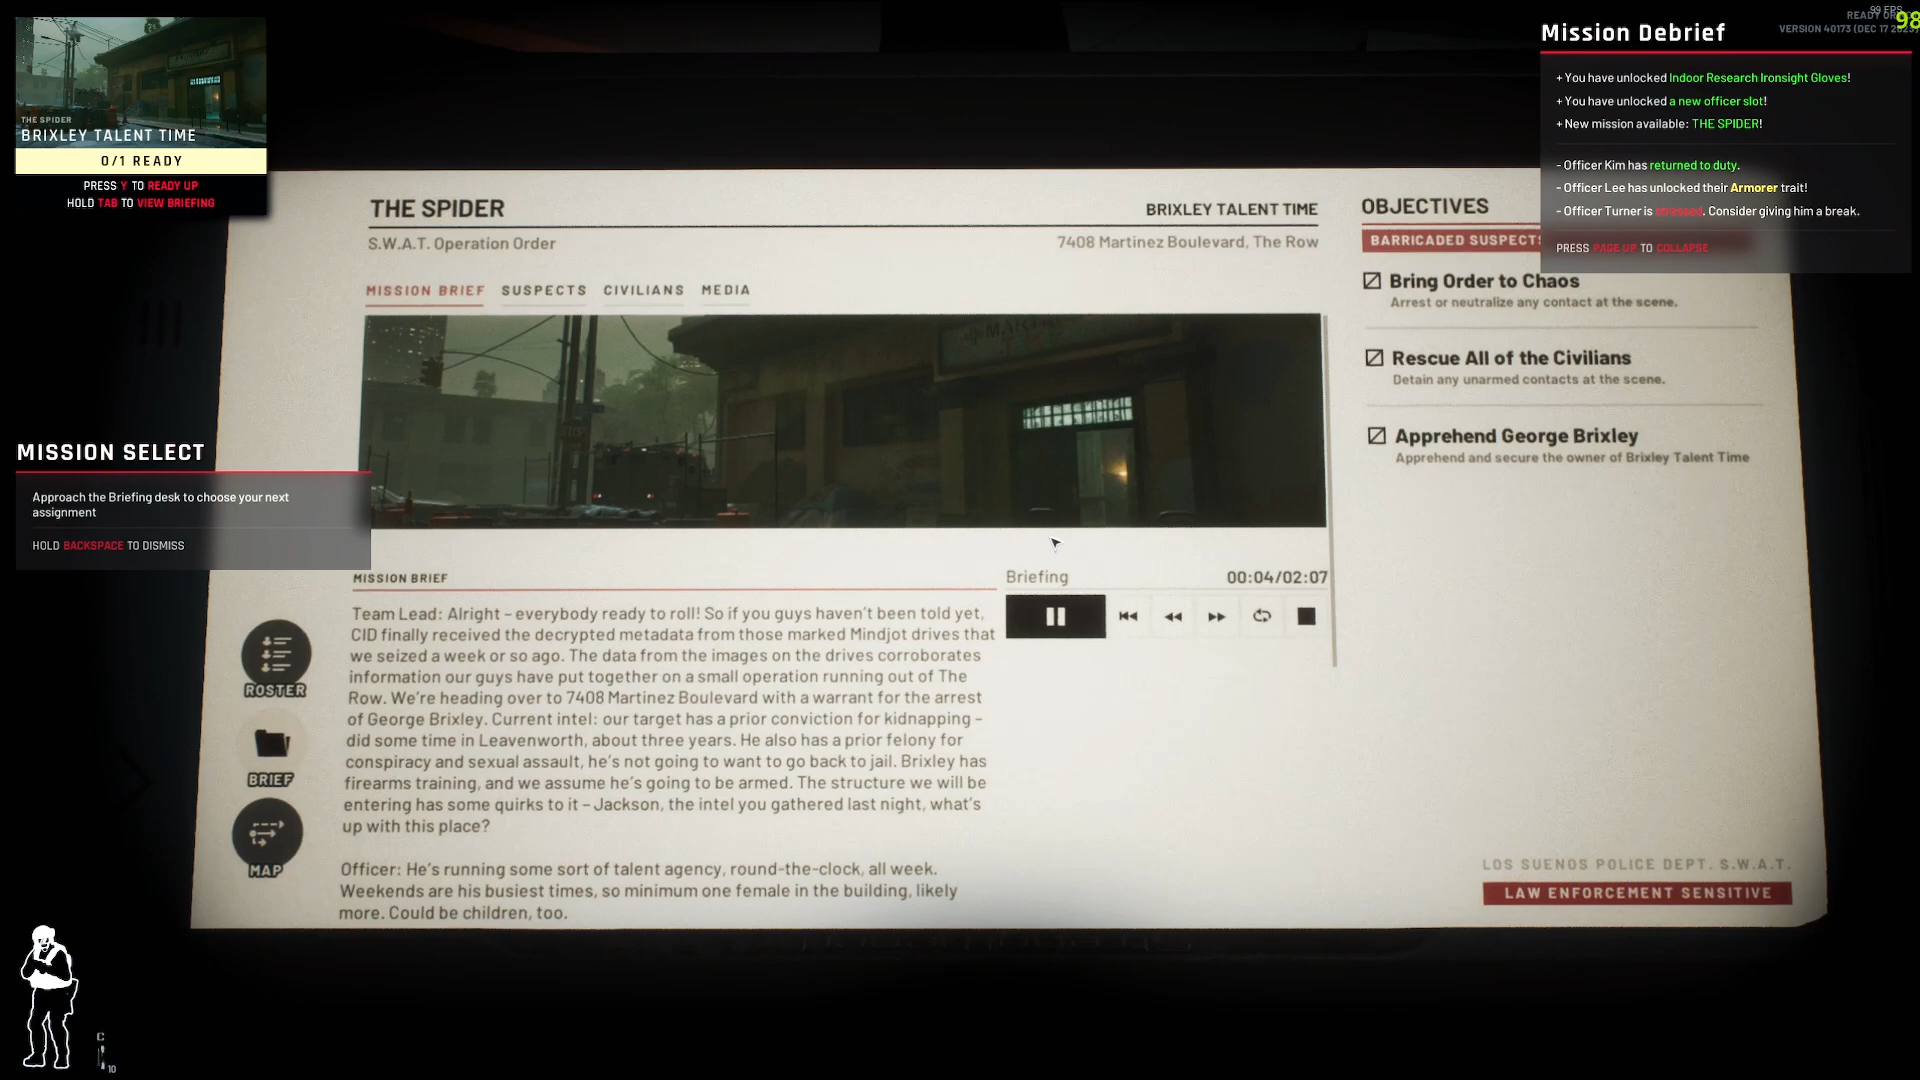 THE SPIDER
BRIXLEY TALENT TIME
0/1 READY
PRESS Y TO READY UP
HOLD TAB TO VIEW BRIEFING
MISSION SELECT
Approach the Briefing desk to choose your next
assignment
HOLD BACKSPACE TO DISMISS
THE SPIDER
BRIXLEY TALENT TIME
S.W.A.T. Operation Order
7408 Martinez Boulevard, The Row
MISSION BRIEF SUSPECTS CIVILIANS MEDIA
MISSION BRIEF
Team Lead: Alright – everybody ready to roll! So if you guys haven't been told yet,
CID finally received the decrypted metadata from those marked Mindjot drives that
we seized a week or so ago. The data from the images on the drives corroborates
information our guys have put together on a small operation running out of The
Row. We're heading over to 7408 Martinez Boulevard with a warrant for the arrest
of George Brixley. Current intel: our target has a prior conviction for kidnapping –
did some time in Leavenworth, about three years. He also has a prior felony for
conspiracy and sexual assault, he's not going to want to go back to jail. Brixley has
firearms training, and we assume he's going to be armed. The structure we will be
entering has some quirks to it – Jackson, the intel you gathered last night, what's
up with this place?
Officer: He's running some sort of talent agency, round-the-clock, all week.
Weekends are his busiest times, so minimum one female in the building, likely
more. Could be children, too.
Briefing 00:04/02:07
ROSTER
BRIEF
MAP
OBJECTIVES
BARRICADED SUSPECTS
Bring Order to Chaos
Arrest or neutralize any contact at the scene.
Rescue All of the Civilians
Detain any unarmed contacts at the scene.
Apprehend George Brixley
Apprehend and secure the owner of Brixley Talent Time
LOS SUENOS POLICE DEPT. S.W.A.T.
LAW ENFORCEMENT SENSITIVE
Mission Debrief
+ You have unlocked Indoor Research Ironsight Gloves!
+ You have unlocked a new officer slot!
+ New mission available: THE SPIDER!
- Officer Kim has returned to duty.
- Officer Lee has unlocked their Armorer trait!
- Officer Turner is stressed. Consider giving him a break.
PRESS PAGE UP TO COLLAPSE
99 FPS
98
READY OR
VERSION 40173 (DEC 17 2023)
C
10